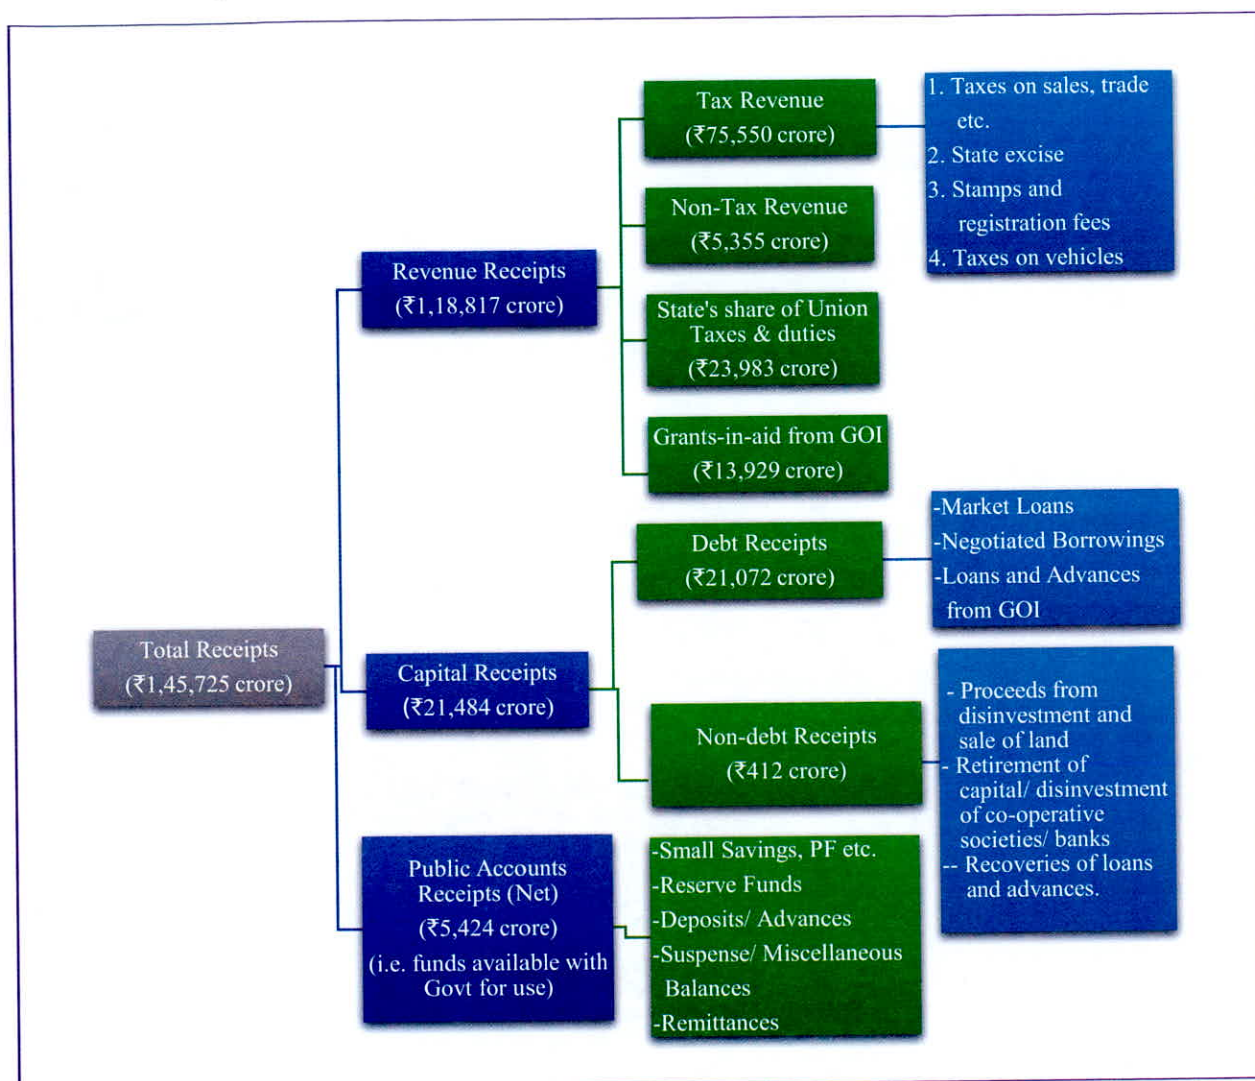 Tax Revenue
(₹75,550 crore)
1. Taxes on sales, trade
etc.
2. State excise
3. Stamps and
registration fees
4. Taxes on vehicles
Non-Tax Revenue
(₹5,355 crore)
Revenue Receipts
(₹1,18,817 crore)
State's share of Union
Taxes & duties
(₹23,983 crore)
Grants-in-aid from GOI
(₹13,929 crore)
Debt Receipts
(₹21,072 crore)
-Market Loans
-Negotiated Borrowings
-Loans and Advances
from GOI
Total Receipts
(₹1,45,725 crore)
Capital Receipts
(₹21,484 crore)
Non-debt Receipts
(₹412 crore)
- Proceeds from
disinvestment and
sale of land
- Retirement of
capital/ disinvestment
of co-operative
societies/ banks
-- Recoveries of loans
and advances.
Public Accounts
Receipts (Net)
(₹5,424 crore)
(i.e. funds available with
Govt for use)
-Small Savings, PF etc.
-Reserve Funds
-Deposits/ Advances
-Suspense/ Miscellaneous
Balances
-Remittances